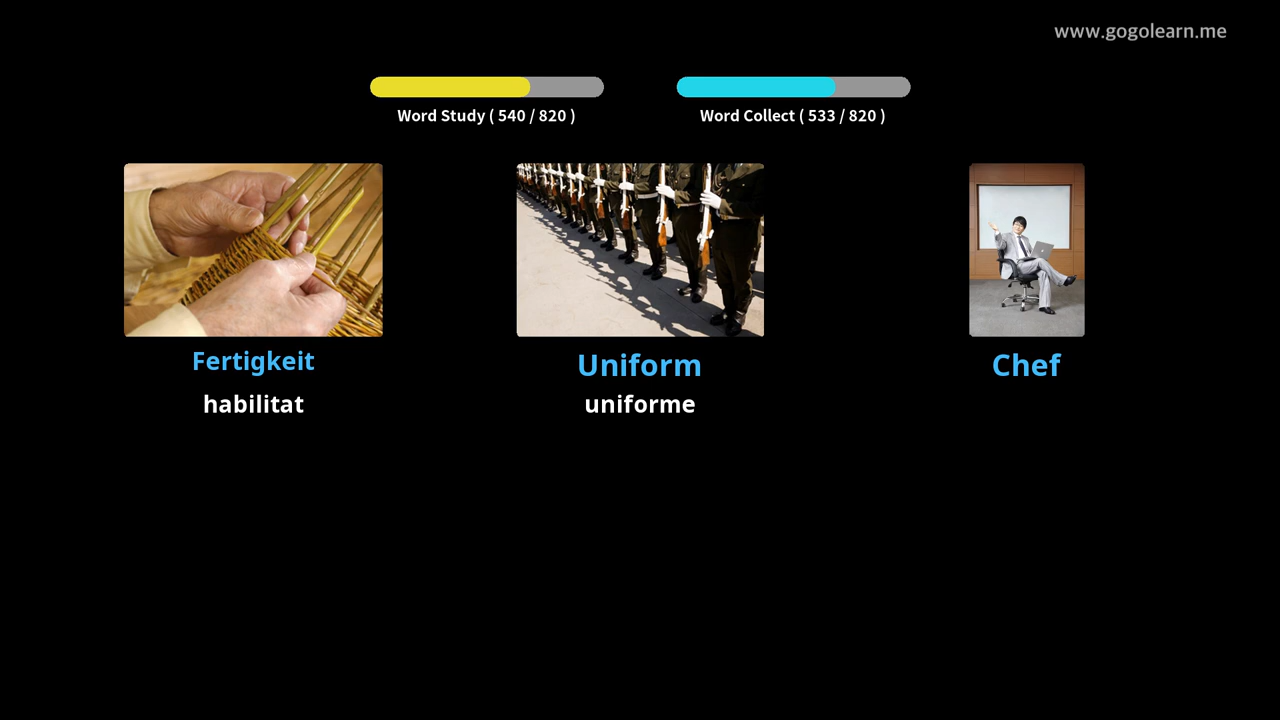 www.gogolearn.me
Word Study ( 540 / 820 )
Word Collect ( 533 / 820 )
Fertigkeit
Uniform
Chef
habilitat
uniforme